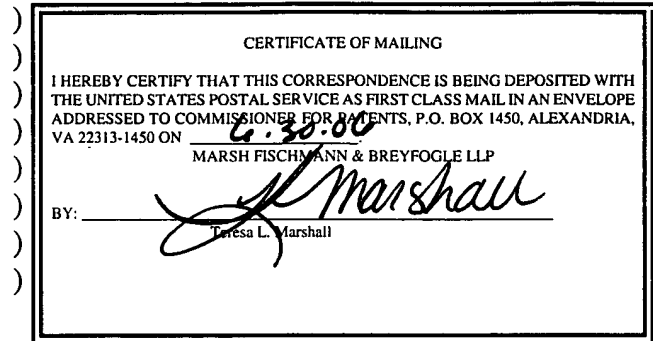 )
)
)
)
)
)
)
)
CERTIFICATE OF MAILING
I HEREBY CERTIFY THAT THIS CORRESPONDENCE IS BEING DEPOSITED WITH
THE UNITED STATES POSTAL SERVICE AS FIRST CLASS MAIL IN AN ENVELOPE
ADDRESSED TO COMMISSIONER FOR PATENTS, P.O. BOX 1450, ALEXANDRIA,
VA 22313-1450 ON 6.30.06
MARSH FISCHMANN & BREYFOGLE LLP
BY: Marshall
Teresa L. Marshall